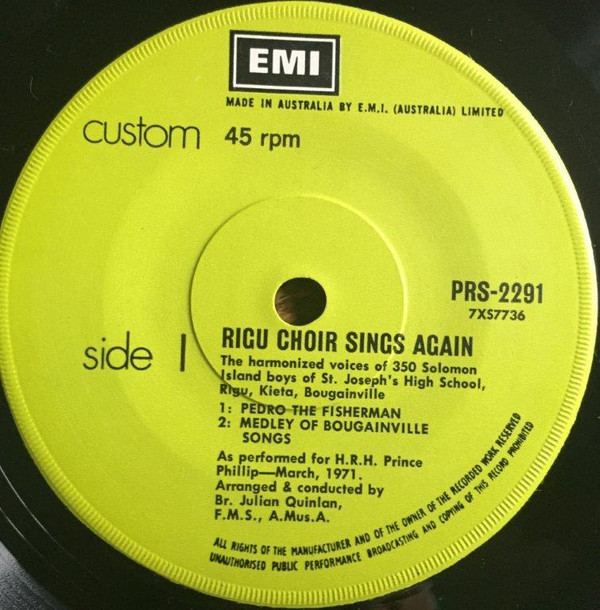 EMI
MADE IN AUSTRALIA BY E.M.I. (AUSTRALIA) LIMITED
custom 45 rpm
PRS-2291
7XS7736
side 1
RIGU CHOIR SINGS AGAIN
The harmonized voices of 350 Solomon
Island boys of St. Joseph's High School,
Rigu, Kieta, Bougainville
1: PEDRO THE FISHERMAN
2: MEDLEY OF BOUGAINVILLE
SONGS
As performed for H.R.H. Prince
Phillip—March, 1971.
Arranged & conducted by
Br. Julian Quinlan,
F.M.S., A.Mus.A.
ALL RIGHTS OF THE MANUFACTURER AND OF THE OWNER OF THE RECORDED WORK RESERVED
UNAUTHORISED PUBLIC PERFORMANCE BROADCASTING AND COPYING OF THIS RECORD PROHIBITED